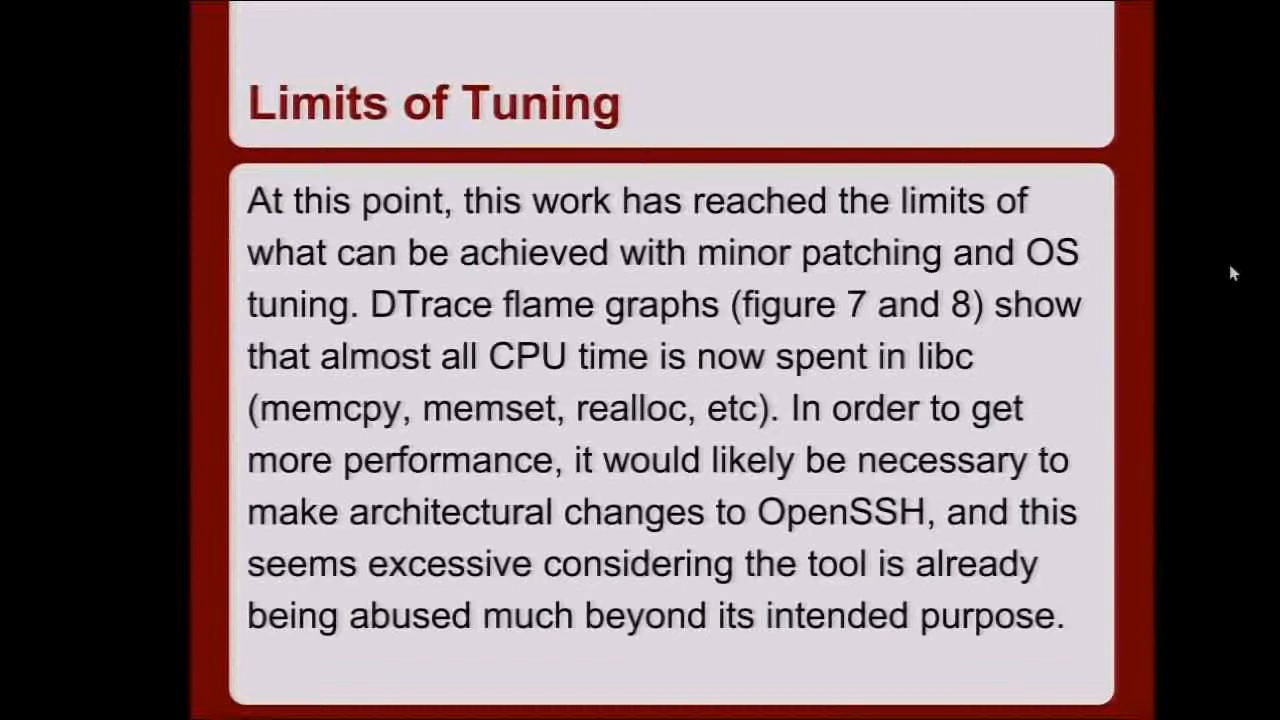 Limits of Tuning
At this point, this work has reached the limits of
what can be achieved with minor patching and OS
tuning. DTrace flame graphs (figure 7 and 8) show
that almost all CPU time is now spent in libc
(memcpy, memset, realloc, etc). In order to get
more performance, it would likely be necessary to
make architectural changes to OpenSSH, and this
seems excessive considering the tool is already
being abused much beyond its intended purpose.